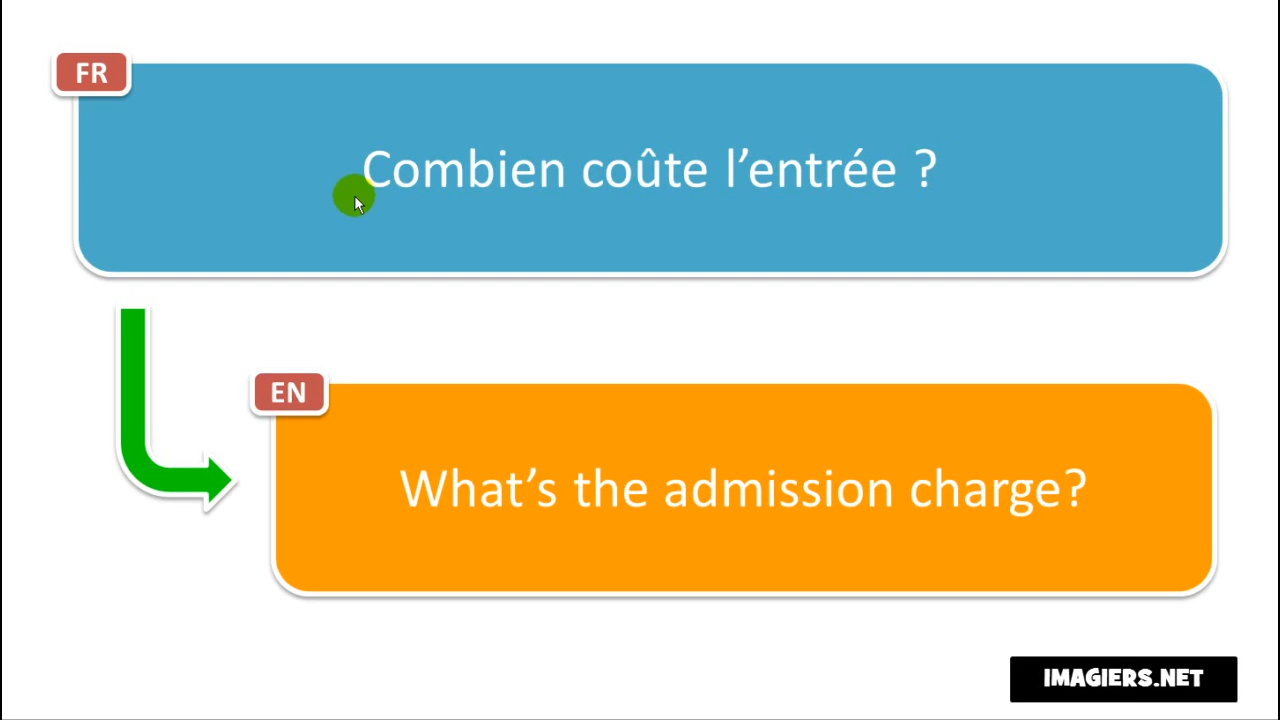 FR
Combien coûte l’entrée ?
EN
What’s the admission charge?
IMAGIERS.NET